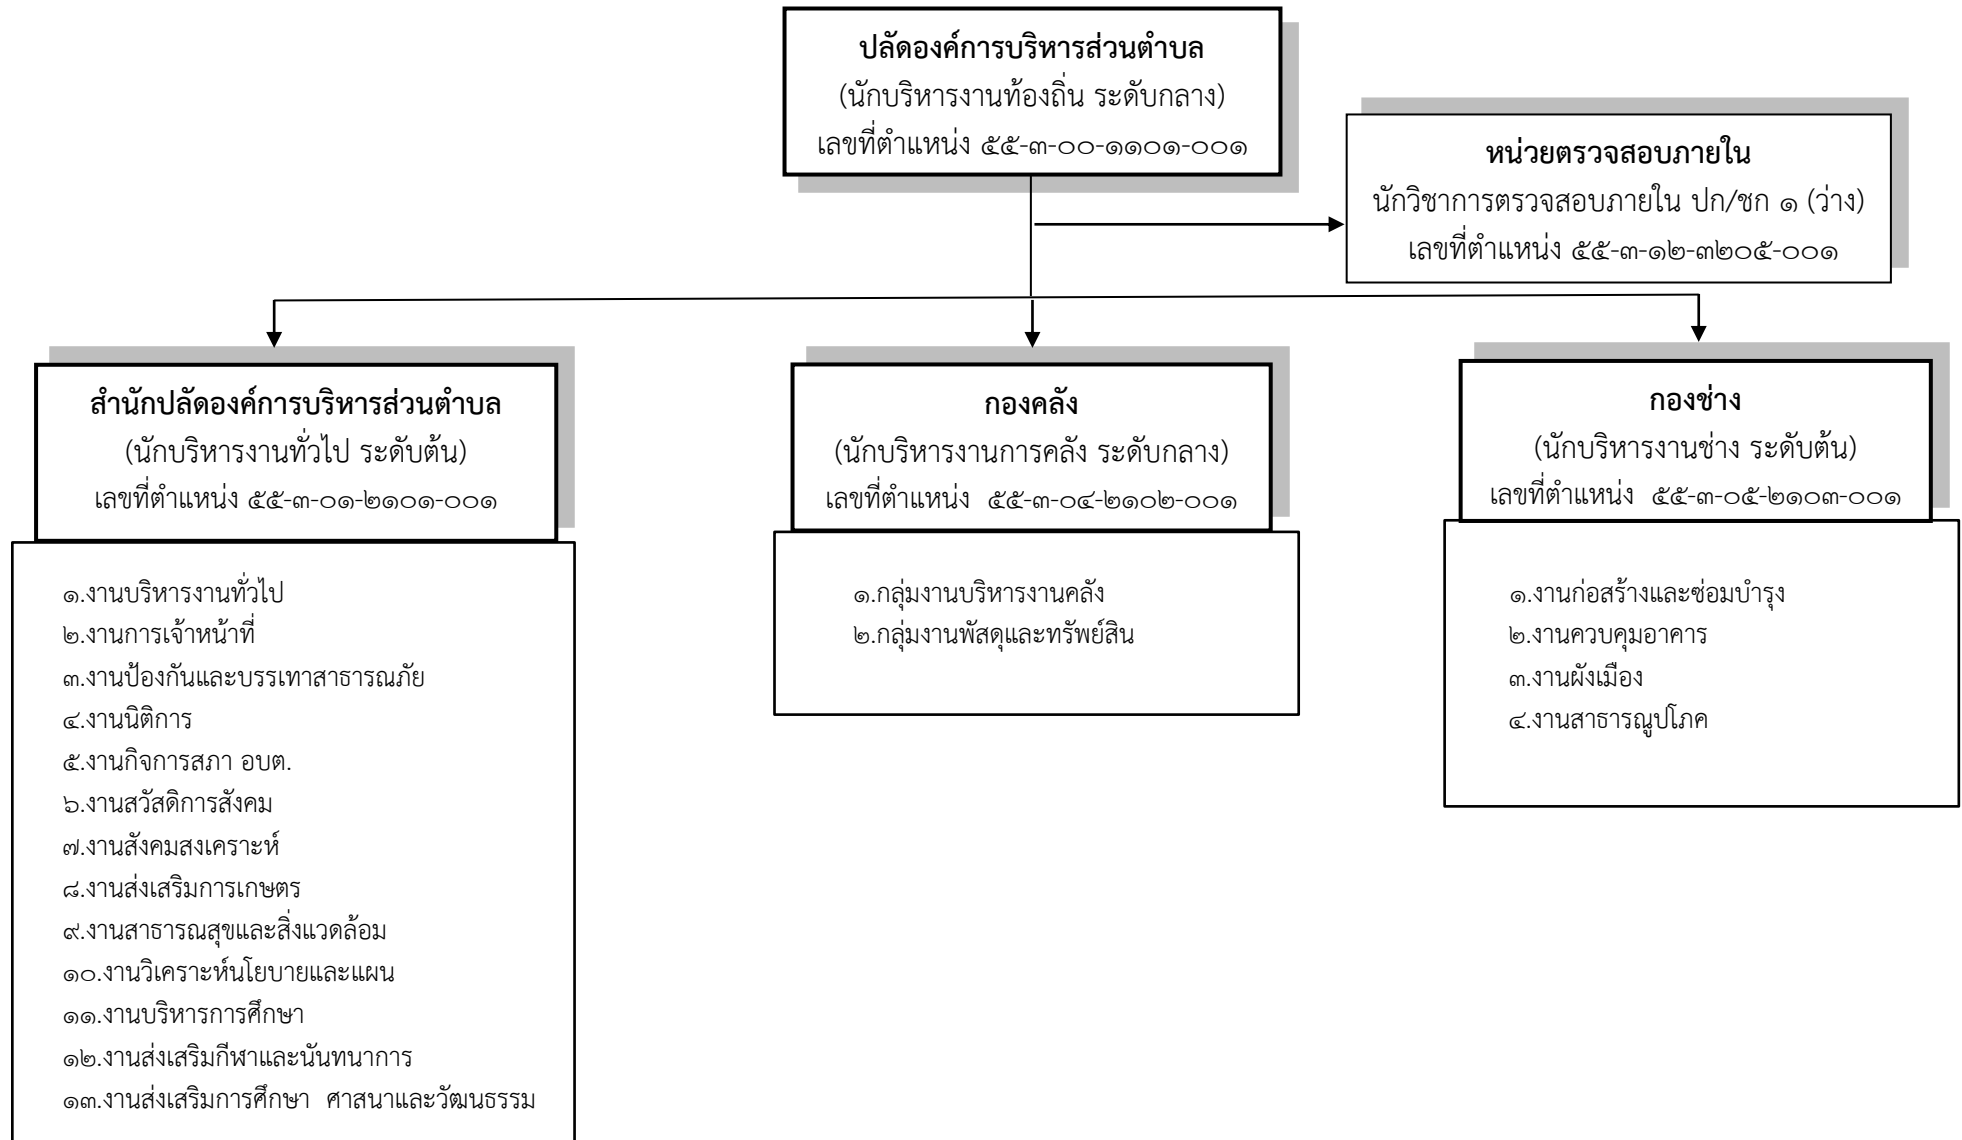 ปลัดองค์การบริหารส่วนตำบล
(นักบริหารงานท้องถิ่น ระดับกลาง)
เลขที่ตำแหน่ง ๕๕-๓-๐๐-๑๑๐๑-๐๐๑
หน่วยตรวจสอบภายใน
นักวิชาการตรวจสอบภายใน ปก/ชก ๑ (ว่าง)
เลขที่ตำแหน่ง ๕๕-๓-๑๒-๓๒๐๕-๐๐๑
สำนักปลัดองค์การบริหารส่วนตำบล
(นักบริหารงานทั่วไป ระดับต้น)
เลขที่ตำแหน่ง ๕๕-๓-๐๑-๒๑๐๑-๐๐๑
๑.งานบริหารงานทั่วไป
๒.งานการเจ้าหน้าที่
๓.งานป้องกันและบรรเทาสาธารณภัย
๔.งานนิติการ
๕.งานกิจการสภา อบต.
๖.งานสวัสดิการสังคม
๗.งานสังคมสงเคราะห์
๘.งานส่งเสริมการเกษตร
๙.งานสาธารณสุขและสิ่งแวดล้อม
๑๐.งานวิเคราะห์นโยบายและแผน
๑๑.งานบริหารการศึกษา
๑๒.งานส่งเสริมกีฬาและนันทนาการ
๑๓.งานส่งเสริมการศึกษา ศาสนาและวัฒนธรรม
กองคลัง
(นักบริหารงานการคลัง ระดับกลาง)
เลขที่ตำแหน่ง ๕๕-๓-๐๔-๒๑๐๒-๐๐๑
๑.กลุ่มงานบริหารงานคลัง
๒.กลุ่มงานพัสดุและทรัพย์สิน
กองช่าง
(นักบริหารงานช่าง ระดับต้น)
เลขที่ตำแหน่ง ๕๕-๓-๐๕-๒๑๐๓-๐๐๑
๑.งานก่อสร้างและซ่อมบำรุง
๒.งานควบคุมอาคาร
๓.งานผังเมือง
๔.งานสาธารณูปโภค